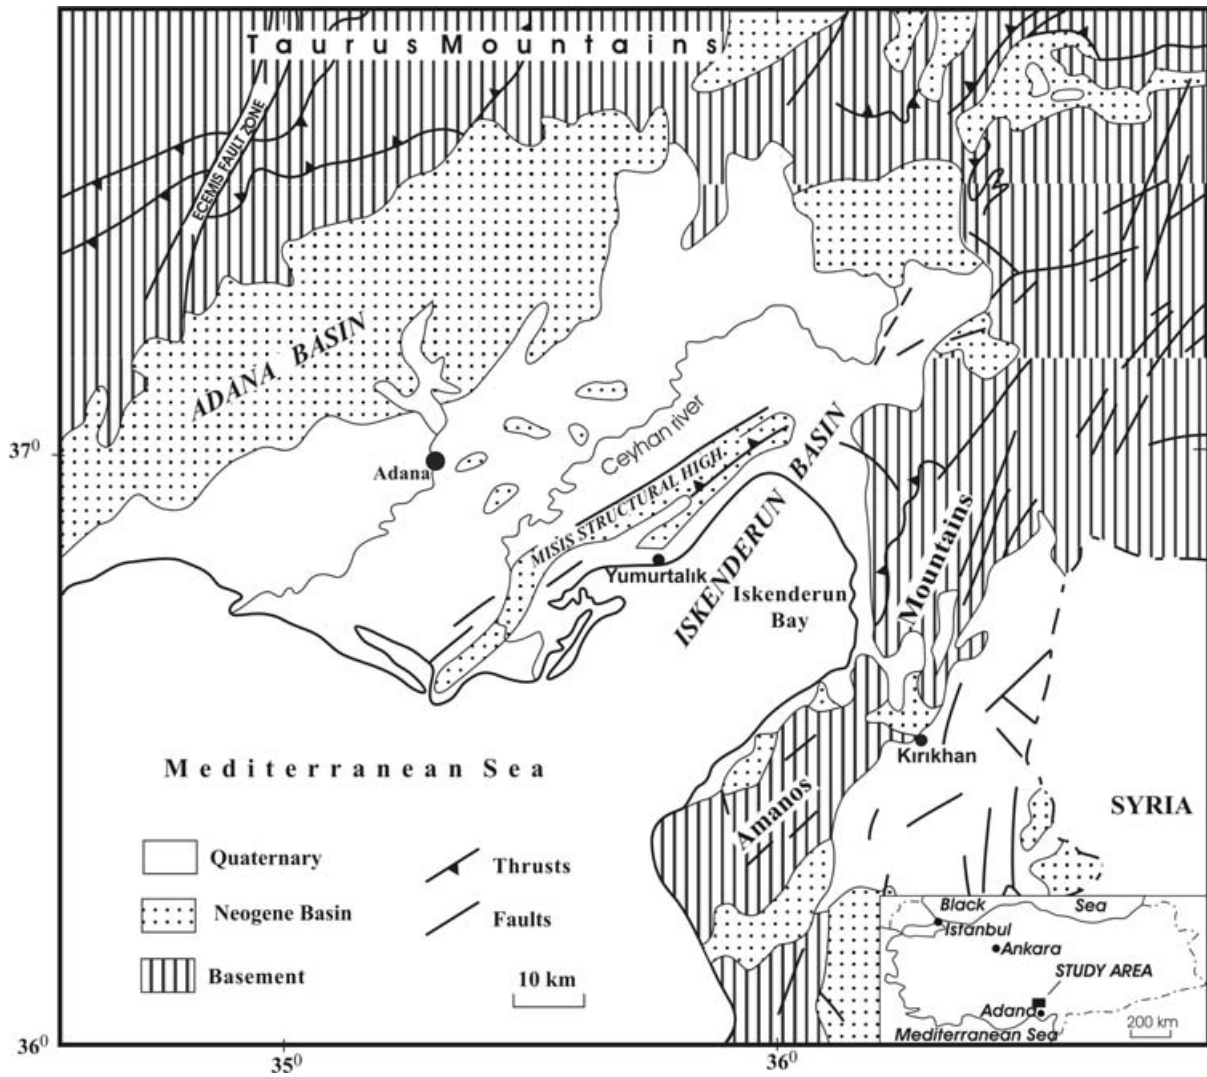 Taurus Mountains
ECEMIS FAULT ZONE
ADANA BASIN
Ceyhan river
37⁰
Adana
MISIS STRUCTURAL HIGH
ISKENDERUN BASIN
Yumurtalık
Iskenderun
Bay
Mountains
Kırıkhan
Mediterranean Sea
Amanos
SYRIA
Quaternary
Thrusts
Neogene Basin
Faults
Basement
10 km
Black Sea
Istanbul
Ankara
STUDY AREA
Adana
Mediterranean Sea
200 km
36⁰
35⁰
36⁰